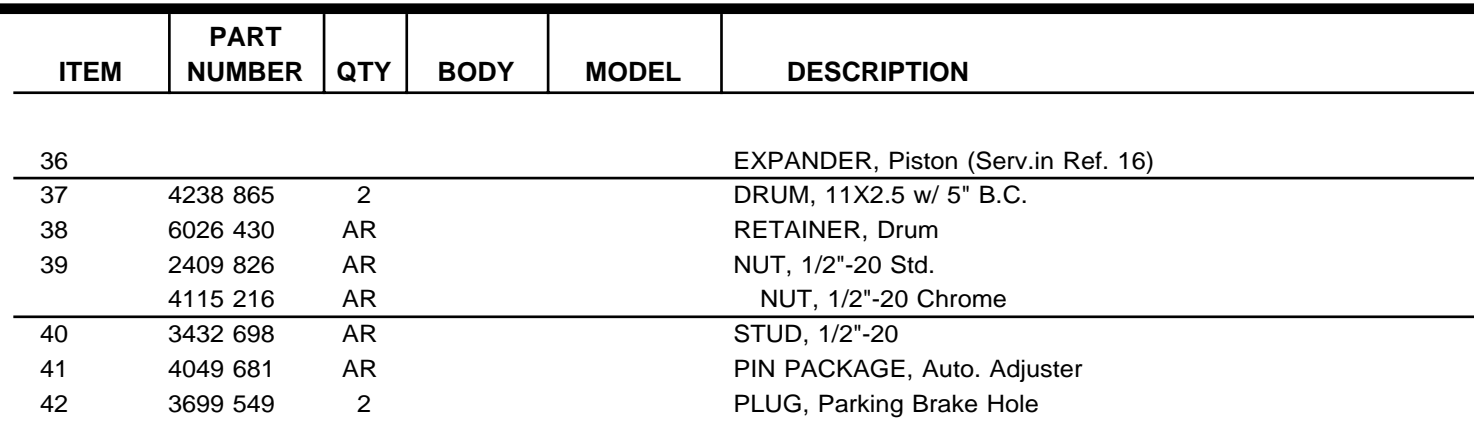 PART
ITEM NUMBER QTY BODY MODEL DESCRIPTION
36 EXPANDER, Piston (Serv.in Ref. 16)
37 4238 865 2 DRUM, 11X2.5 w/ 5" B.C.
38 6026 430 AR RETAINER, Drum
39 2409 826 AR NUT, 1/2"-20 Std.
4115 216 AR NUT, 1/2"-20 Chrome
40 3432 698 AR STUD, 1/2"-20
41 4049 681 AR PIN PACKAGE, Auto. Adjuster
42 3699 549 2 PLUG, Parking Brake Hole